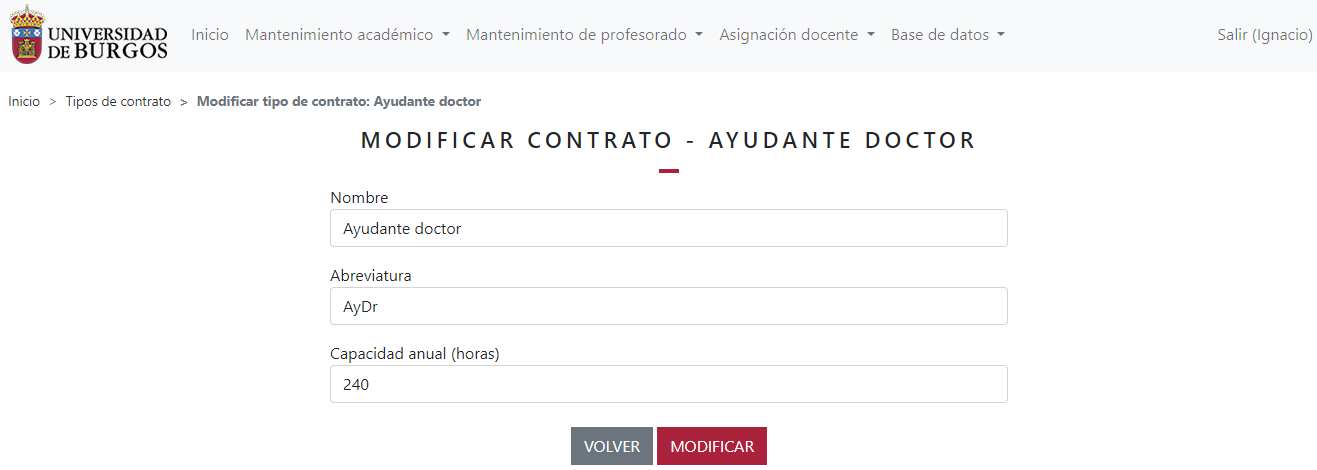 UNIVERSIDAD
DE BURGOS
Inicio Mantenimiento académico Mantenimiento de profesorado Asignación docente Base de datos Salir (Ignacio)
Inicio > Tipos de contrato > Modificar tipo de contrato: Ayudante doctor
MODIFICAR CONTRATO - AYUDANTE DOCTOR
Nombre
Ayudante doctor
Abreviatura
AyDr
Capacidad anual (horas)
240
VOLVER MODIFICAR